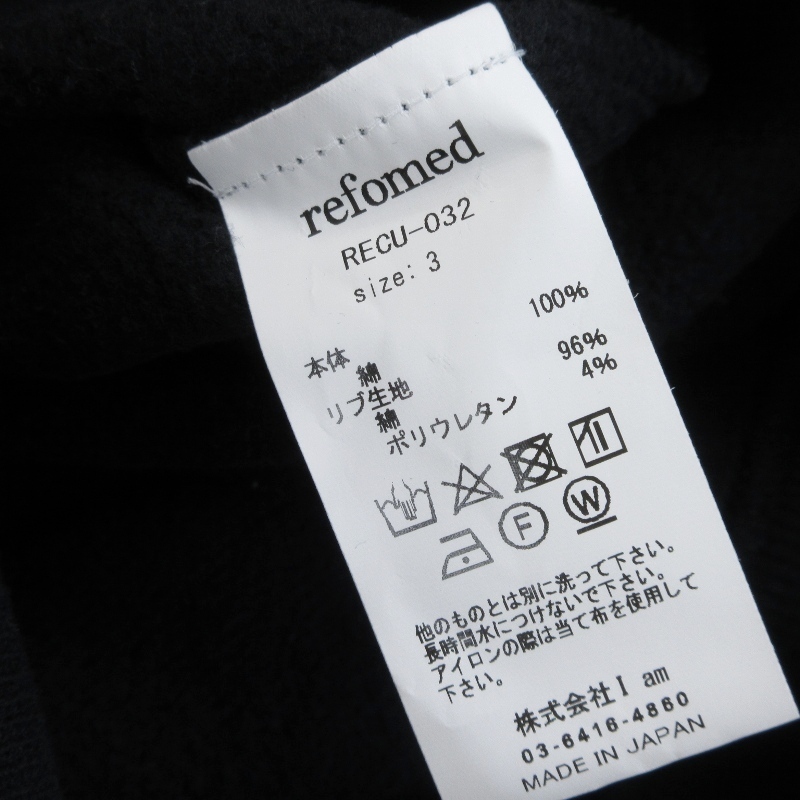 refomed
RECU-032
size: 3
本体
綿 100%
リブ生地
綿 96%
ポリウレタン 4%
F W
他のものとは別に洗って下さい。
長時間水につけないで下さい。
アイロンの際は当て布を使用して
下さい。
株式会社I am
03-6416-4860
MADE IN JAPAN